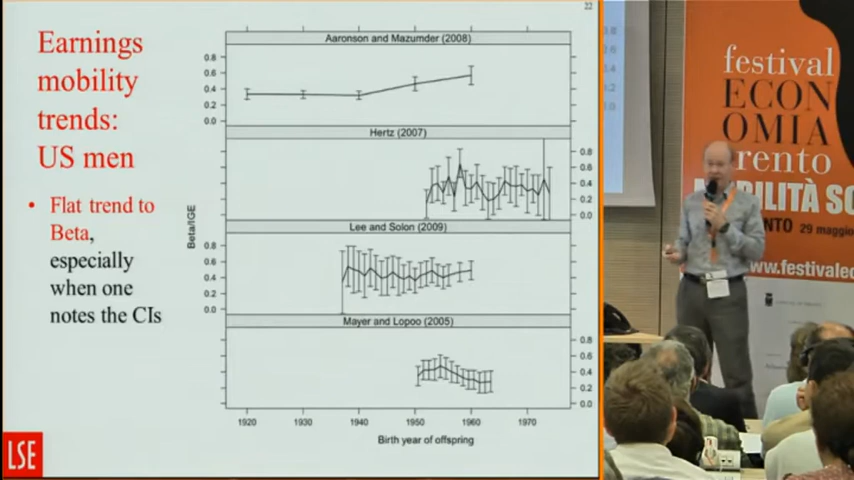 22
Earnings
mobility
trends:
US men
• Flat trend to
Beta,
especially
when one
notes the CIs
LSE
Beta/IGE
Aaronson and Mazumder (2008)
0.8
0.6
0.4
0.2
0.0
Hertz (2007)
0.8
0.6
0.4
0.2
0.0
Lee and Solon (2009)
0.8
0.6
0.4
0.2
0.0
Mayer and Lopoo (2005)
0.8
0.6
0.4
0.2
0.0
1920 1930 1940 1950 1960 1970
Birth year of offspring
festival
ECON
OMIA
trento
MOBILITÀ SO
NTO 29 maggio
www.festivalec